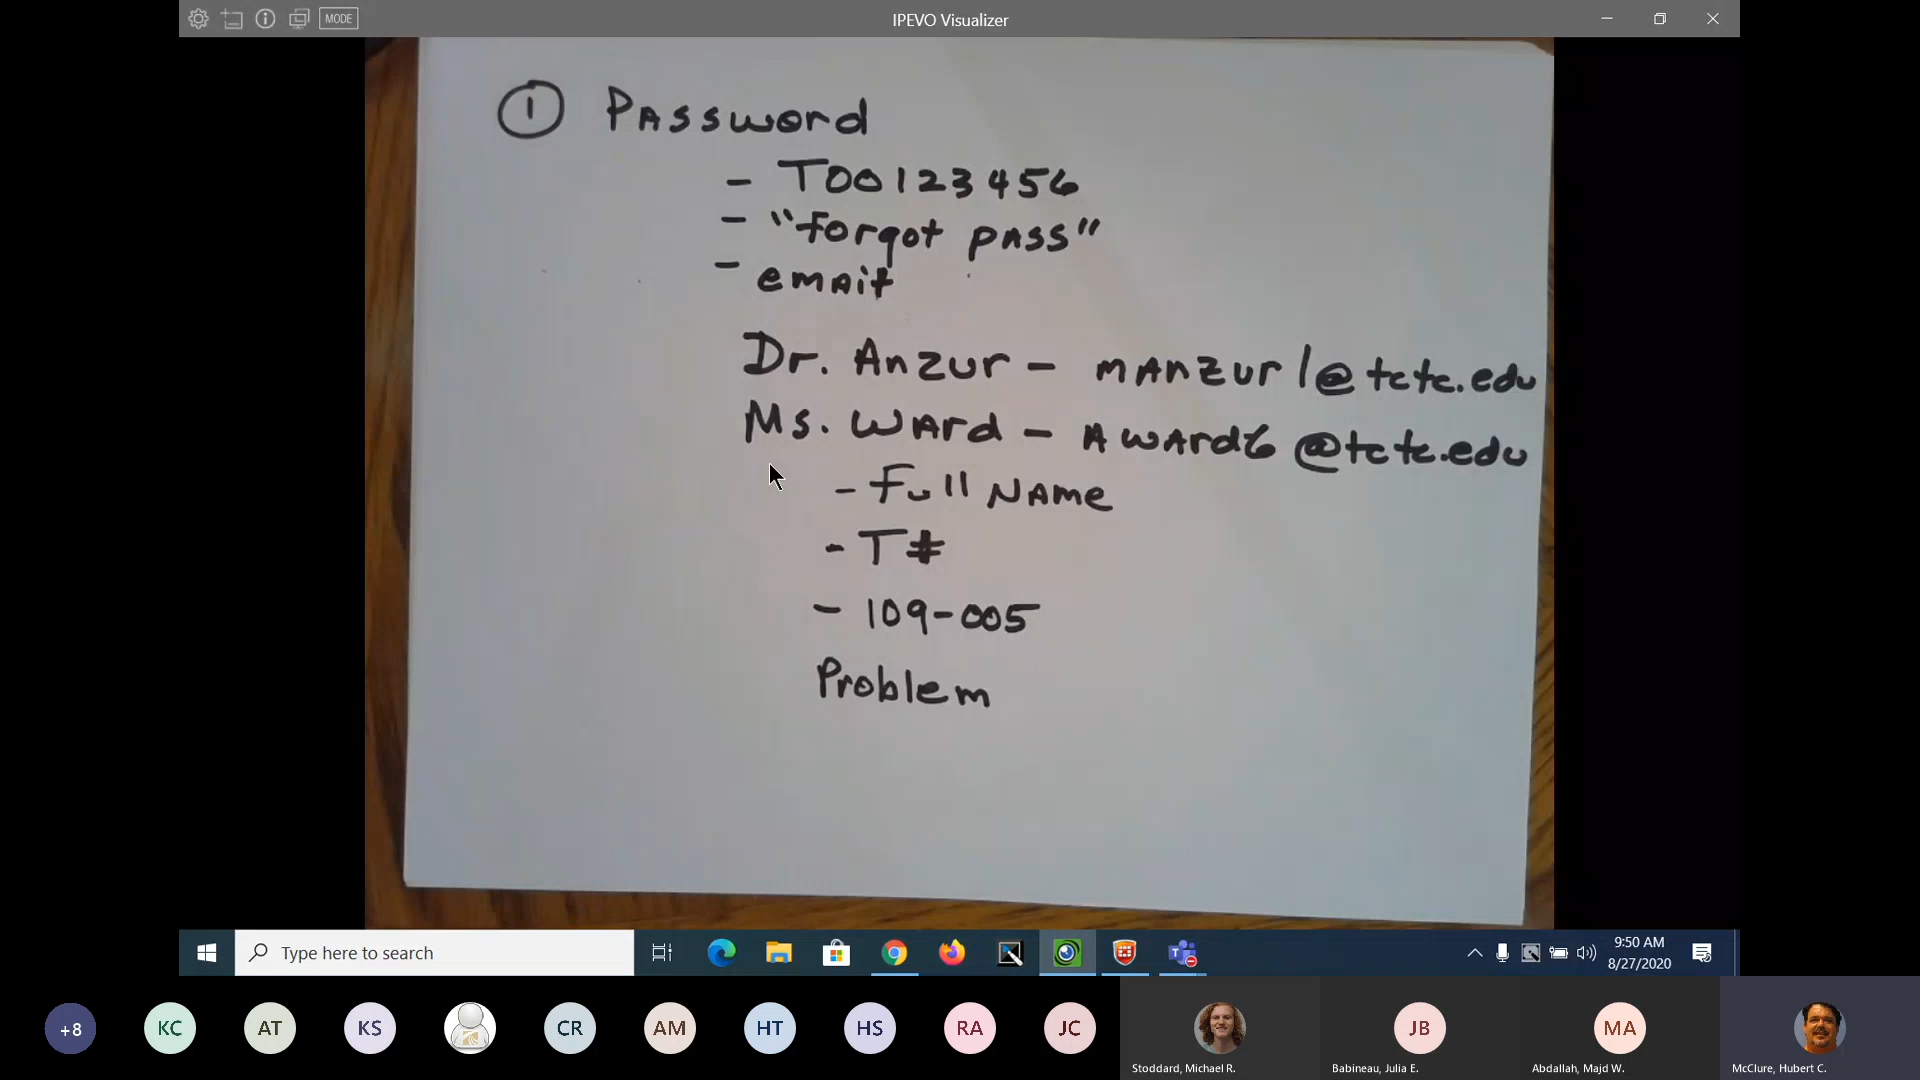 MODE
IPEVO Visualizer
① Password
- T00123456
- "forgot pass"
- email
Dr. Anzur - manzur1@tctc.edu
Ms. Ward - award6@tctc.edu
- Full Name
- T#
- 109-005
Problem
Type here to search
9:50 AM
8/27/2020
+8
KC
AT
KS
CR
AM
HT
HS
RA
JC
JB
MA
Stoddard, Michael R.
Babineau, Julia E.
Abdallah, Majd W.
McClure, Hubert C.